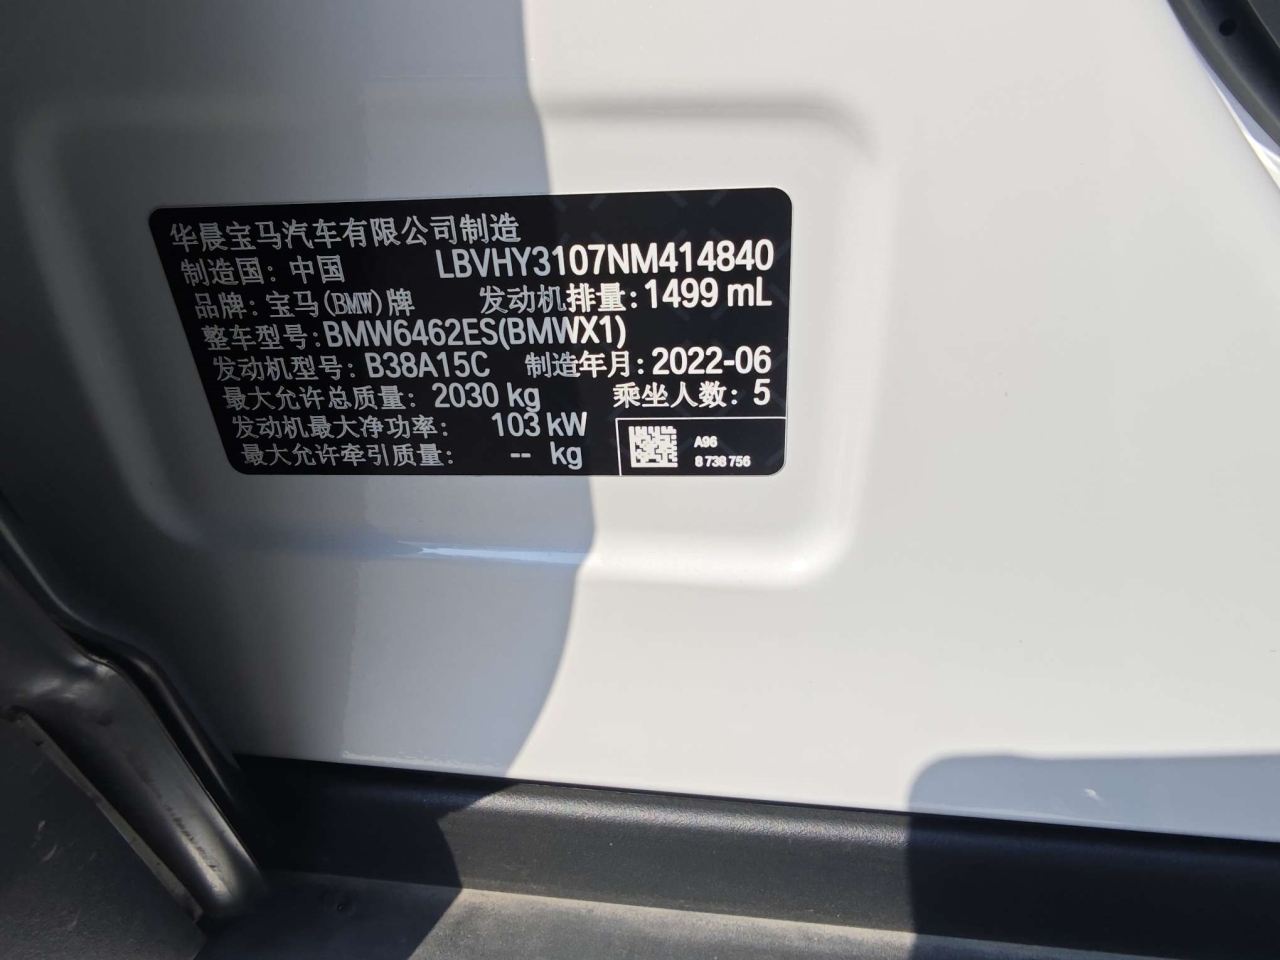 华晨宝马汽车有限公司制造
制造国: 中国 LBVHY3107NM414840
品牌: 宝马(BMW)牌 发动机排量: 1499 mL
整车型号: BMW6462ES(BMWX1)
发动机型号: B38A15C 制造年月: 2022-06
最大允许总质量: 2030 kg 乘坐人数: 5
发动机最大净功率: 103 kW
最大允许牵引质量: -- kg
A96
8 738 756